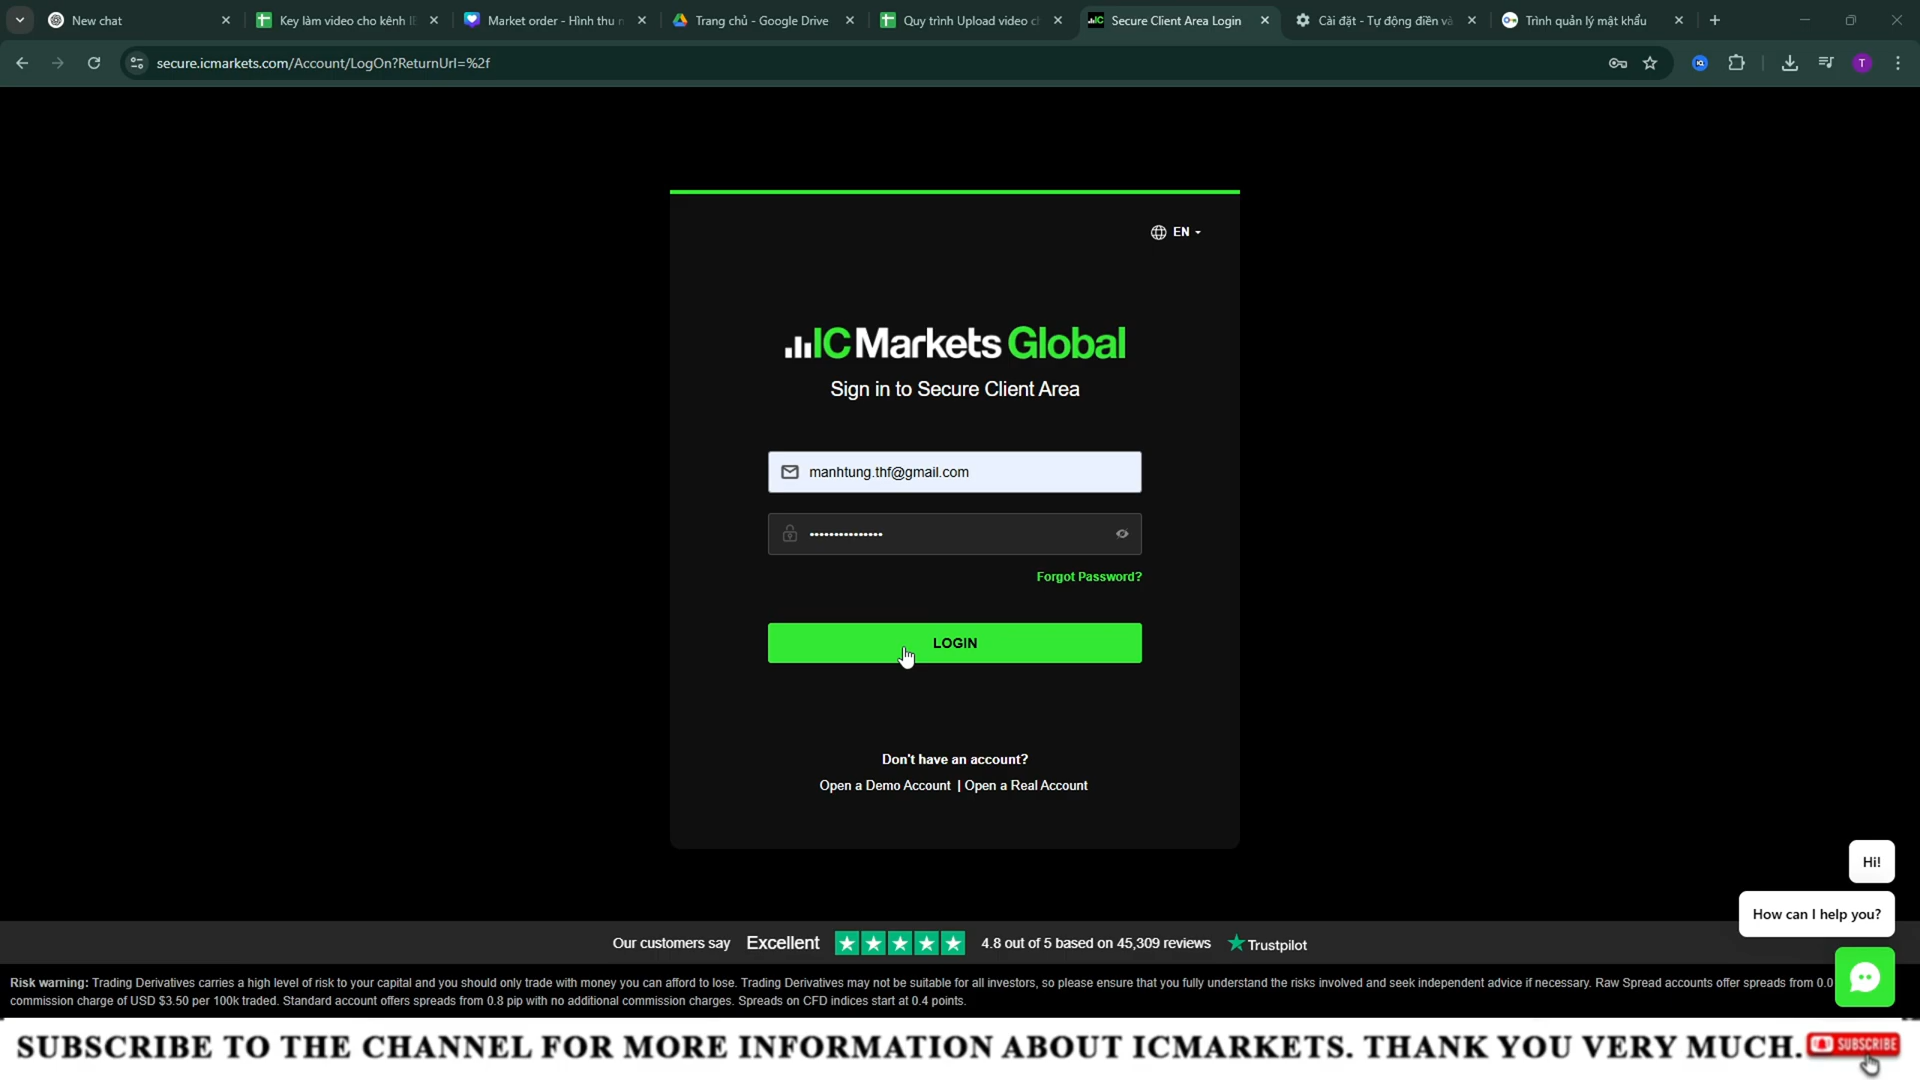 New chat
Key làm video cho kênh IE
Market order - Hình thu n
Trang chủ - Google Drive
Quy trình Upload video ch
Secure Client Area Login
Cài đặt - Tự động điền và
Trình quản lý mật khẩu
secure.icmarkets.com/Account/LogOn?ReturnUrl=%2f
T
EN
IC Markets Global
Sign in to Secure Client Area
manhtung.thf@gmail.com
Forgot Password?
LOGIN
Don't have an account?
Open a Demo Account | Open a Real Account
Hi!
How can I help you?
Our customers say Excellent 4.8 out of 5 based on 45,309 reviews Trustpilot
Risk warning: Trading Derivatives carries a high level of risk to your capital and you should only trade with money you can afford to lose. Trading Derivatives may not be suitable for all investors, so please ensure that you fully understand the risks involved and seek independent advice if necessary. Raw Spread accounts offer spreads from 0.0
commission charge of USD $3.50 per 100k traded. Standard account offers spreads from 0.8 pip with no additional commission charges. Spreads on CFD indices start at 0.4 points.
SUBSCRIBE TO THE CHANNEL FOR MORE INFORMATION ABOUT ICMARKETS. THANK YOU VERY MUCH.
SUBSCRIBE